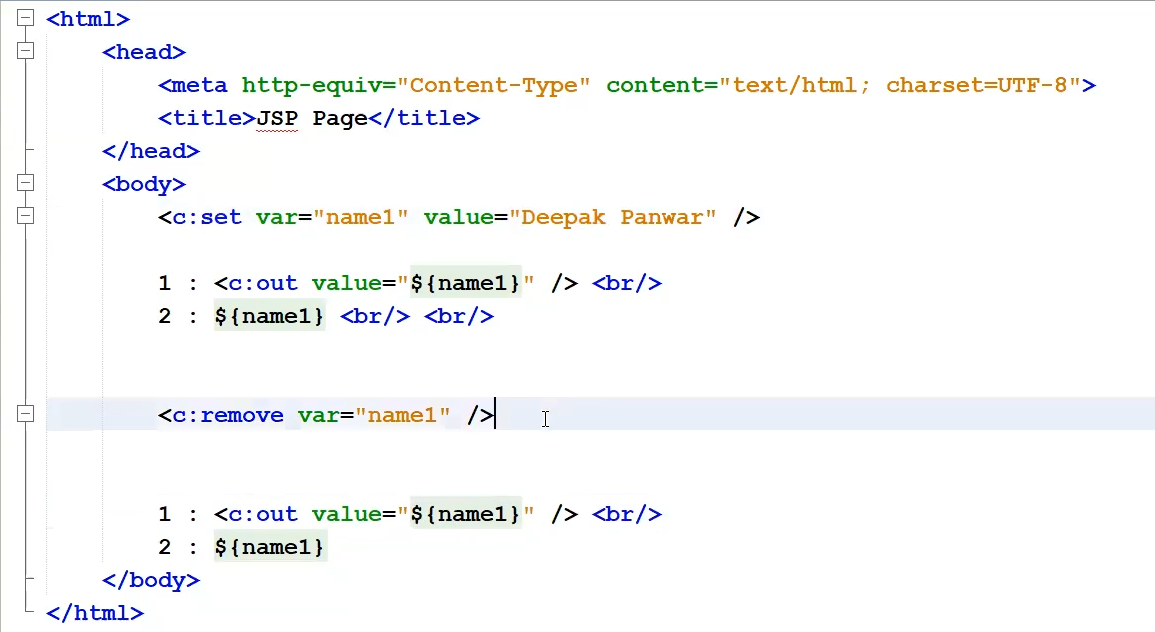 <html>
<head>
<meta http-equiv="Content-Type" content="text/html; charset=UTF-8">
<title>JSP Page</title>
</head>
<body>
<c:set var="name1" value="Deepak Panwar" />
1 : <c:out value="${name1}" /> <br/>
2 : ${name1} <br/> <br/>
<c:remove var="name1" />
1 : <c:out value="${name1}" /> <br/>
2 : ${name1}
</body>
</html>